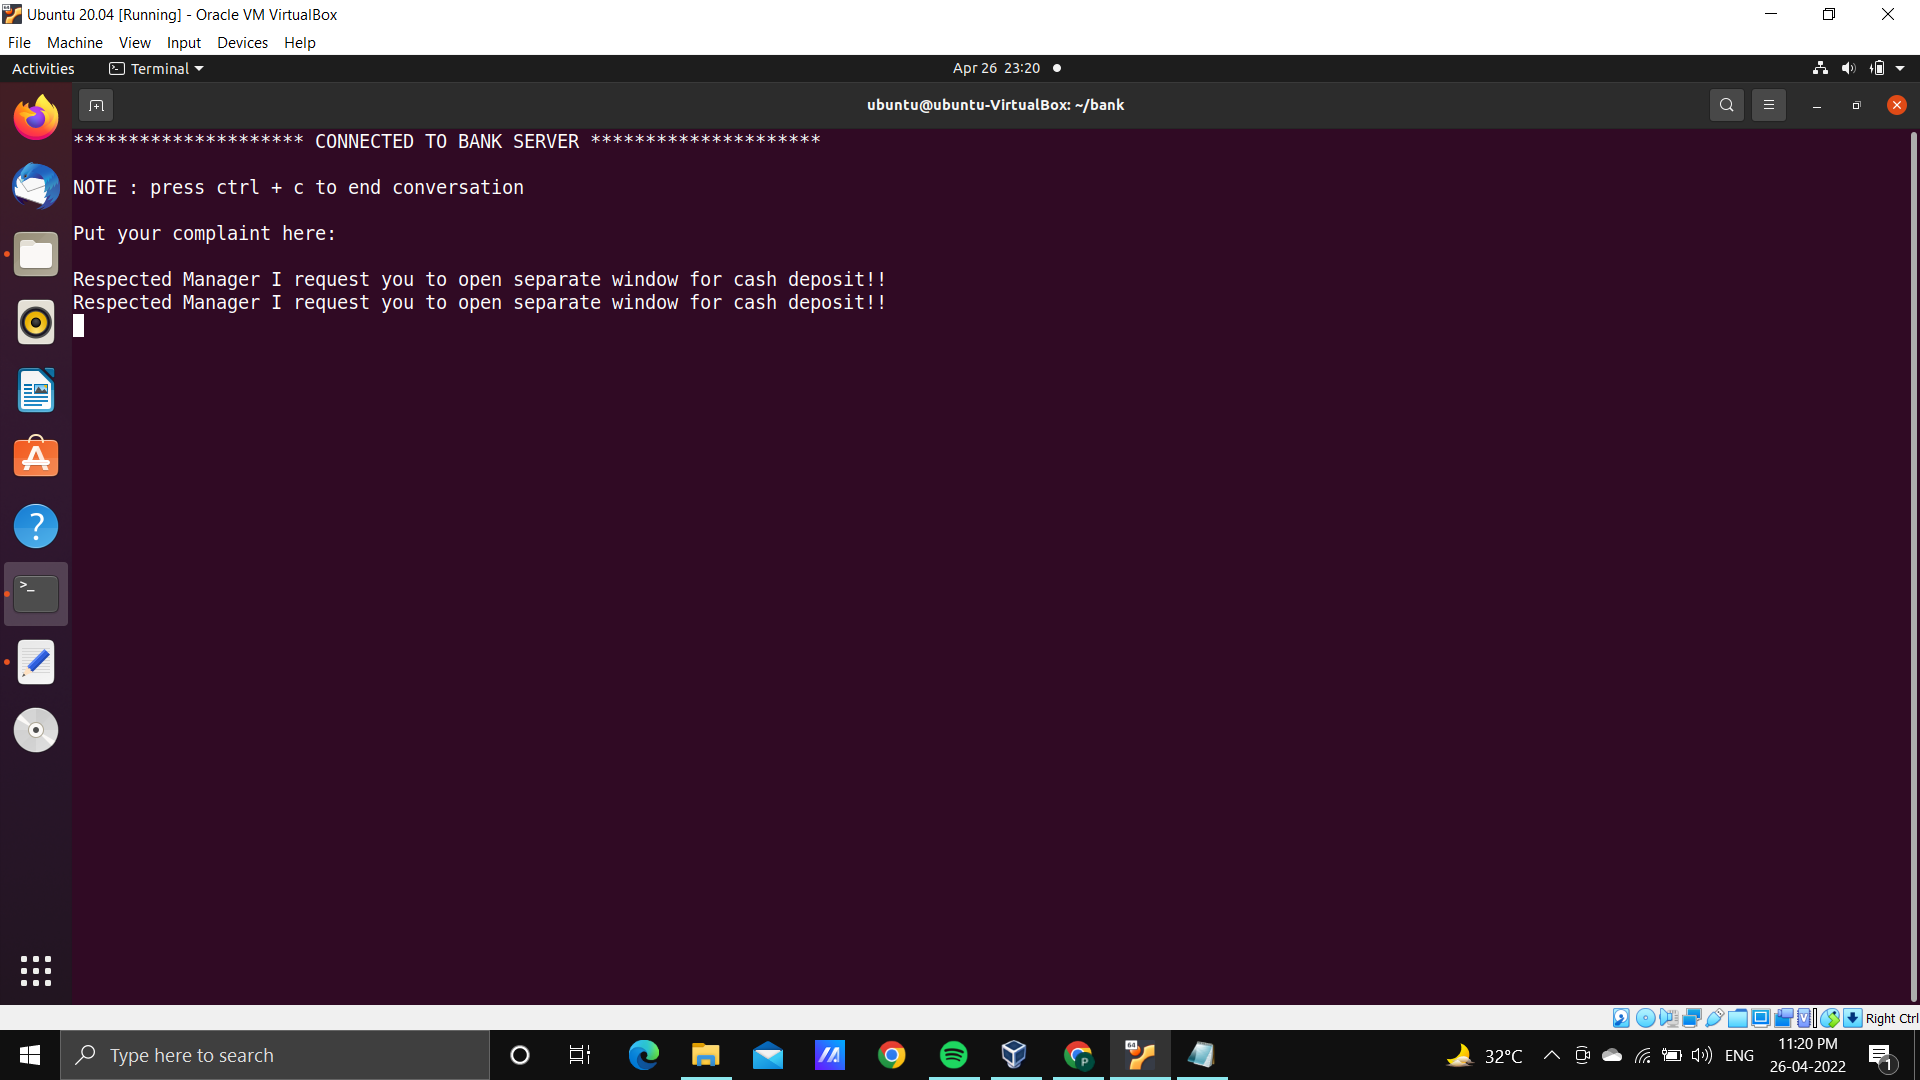 Ubuntu 20.04 [Running] - Oracle VM VirtualBox
File Machine View Input Devices Help
Activities Terminal Apr 26 23:20
ubuntu@ubuntu-VirtualBox: ~/bank
********************* CONNECTED TO BANK SERVER *********************
NOTE : press ctrl + c to end conversation
Put your complaint here:
Respected Manager I request you to open separate window for cash deposit!!
Respected Manager I request you to open separate window for cash deposit!!
Right Ctrl
Type here to search
32°C
ENG
11:20 PM
26-04-2022
1